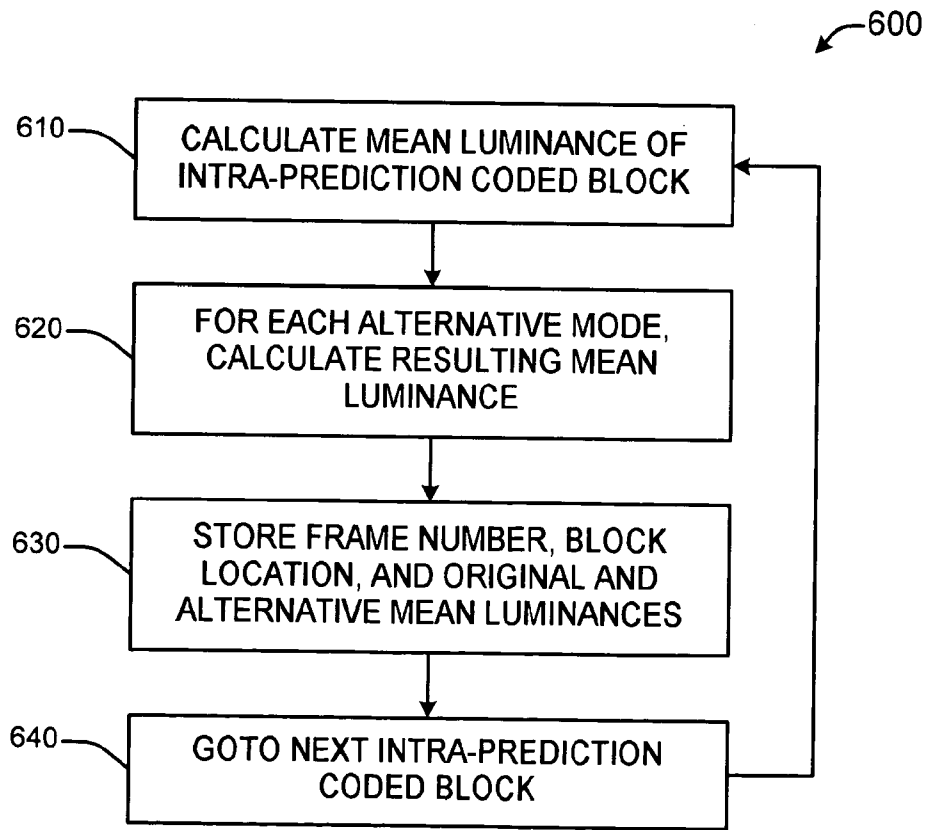 600
610
CALCULATE MEAN LUMINANCE OF
INTRA-PREDICTION CODED BLOCK
620
FOR EACH ALTERNATIVE MODE,
CALCULATE RESULTING MEAN
LUMINANCE
630
STORE FRAME NUMBER, BLOCK
LOCATION, AND ORIGINAL AND
ALTERNATIVE MEAN LUMINANCES
640
GOTO NEXT INTRA-PREDICTION
CODED BLOCK